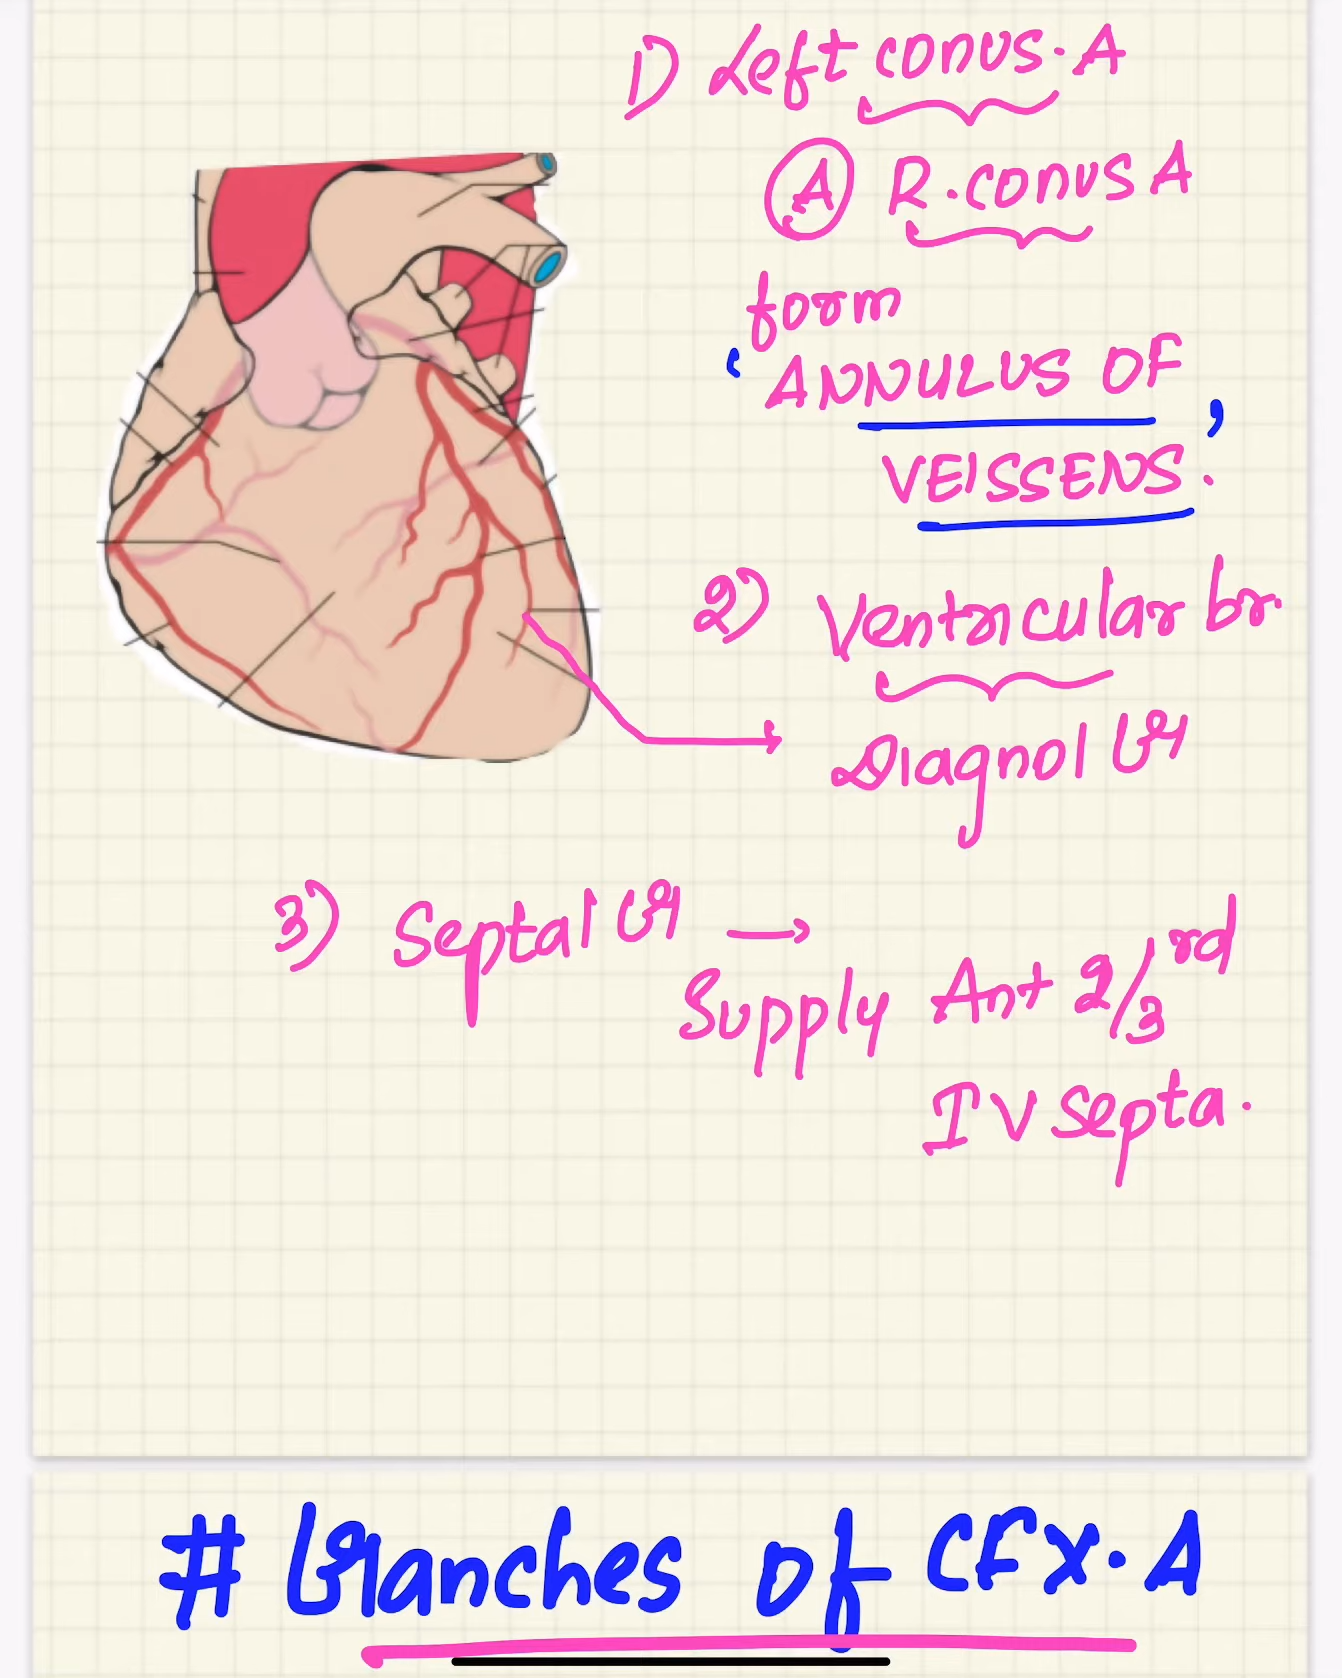 1) Left conus.A
(A) R.conus A
form
'ANNULUS OF
VEISSENS.'
2) Ventricular br.
Diagnol br
3) Septal br →
Supply Ant 2/3rd
IV septa.
# branches of CFX.A